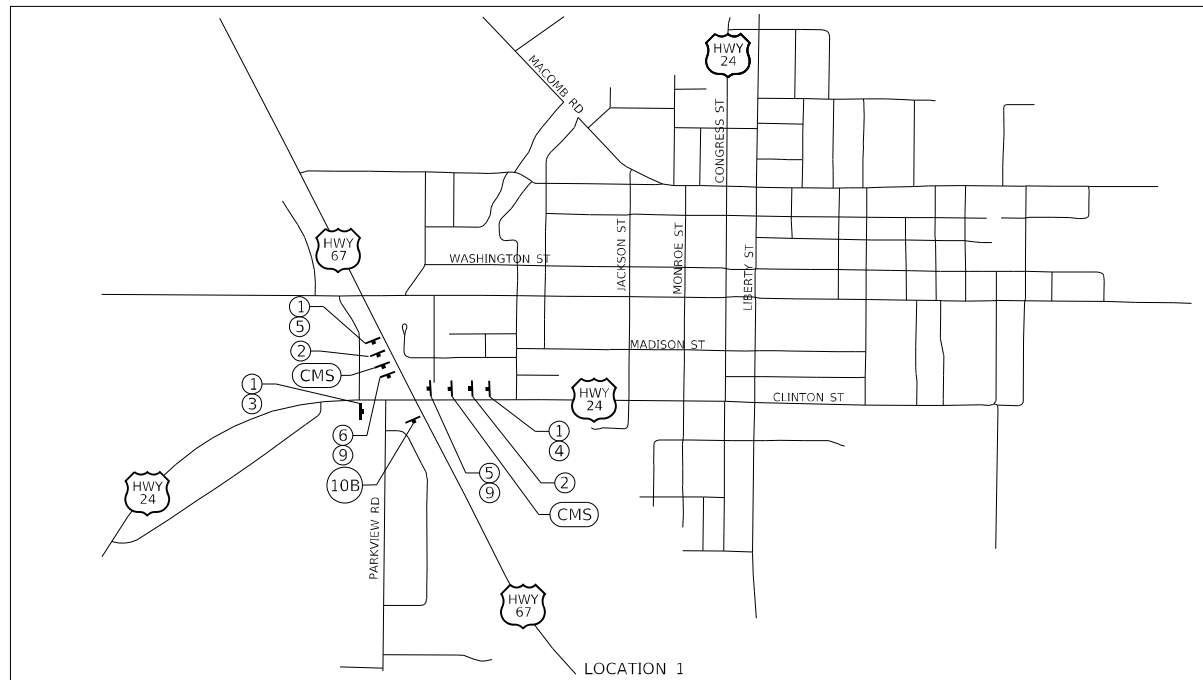 HWY
24
MACOMB RD
CONGRESS ST
HWY
67
WASHINGTON ST
JACKSON ST
MONROE ST
LIBERTY ST
1
5
2
CMS
1
3
MADISON ST
HWY
24
CLINTON ST
6
9
10B
1
4
5
9
2
CMS
HWY
24
PARKVIEW RD
HWY
67
LOCATION 1